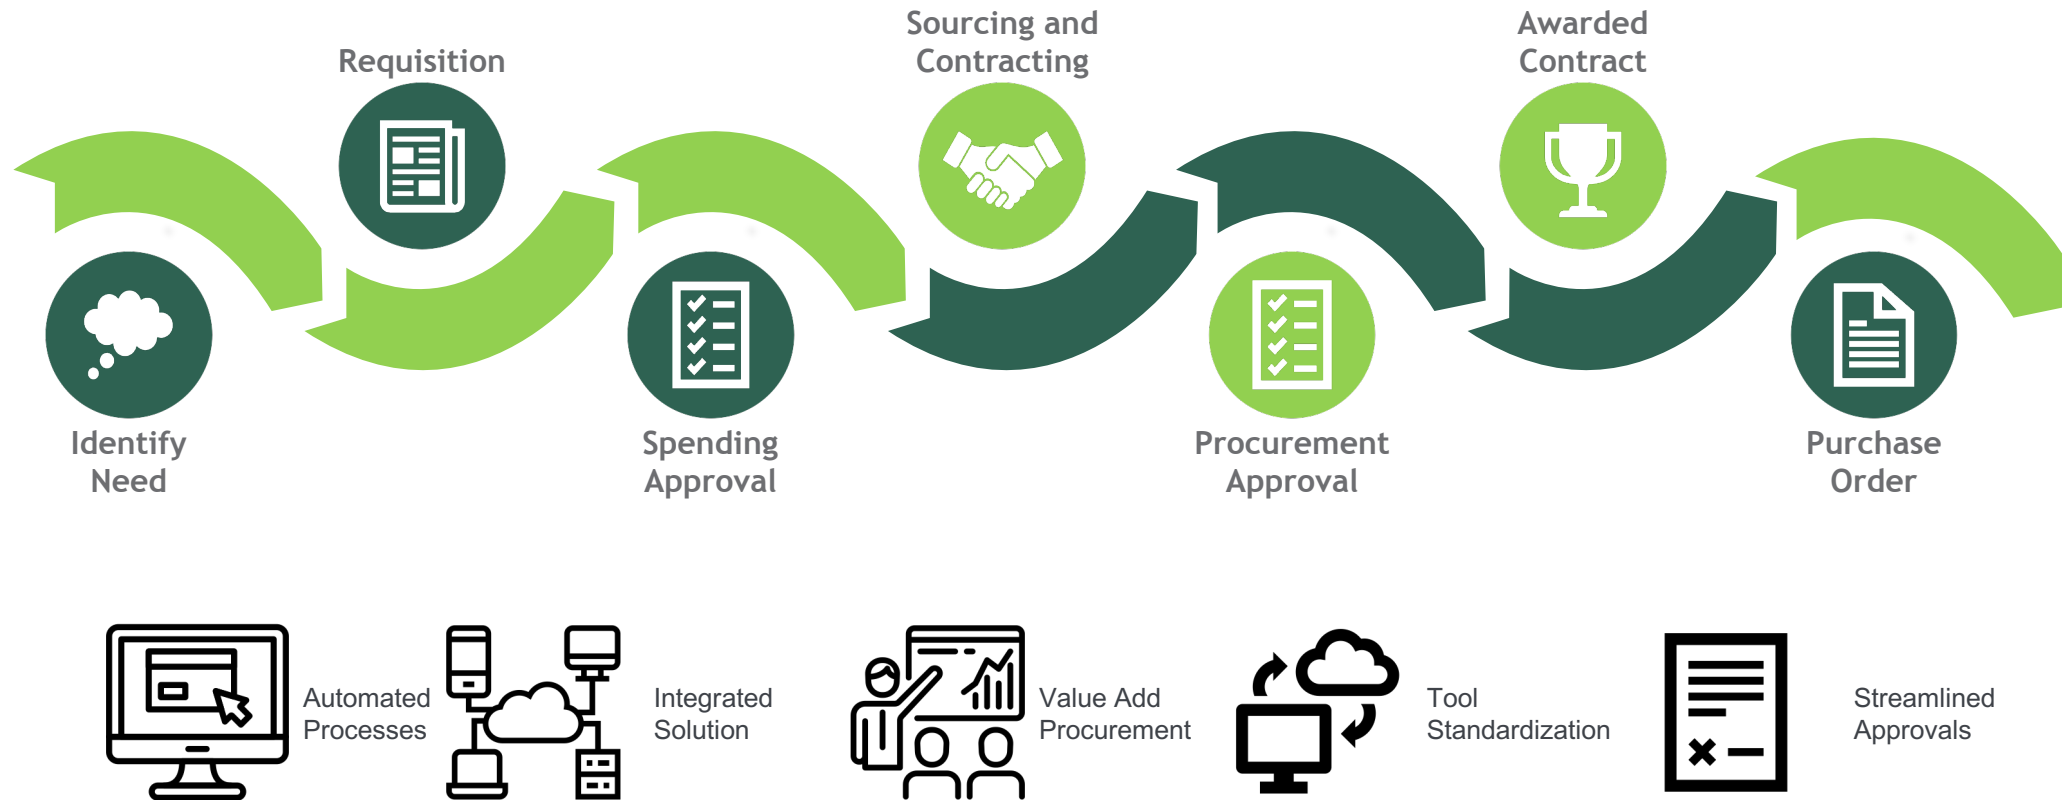 Identify
Need
Requisition
Spending
Approval
Sourcing and
Contracting
Procurement
Approval
Awarded
Contract
Purchase
Order
Automated
Processes
Integrated
Solution
Value Add
Procurement
Tool
Standardization
Streamlined
Approvals